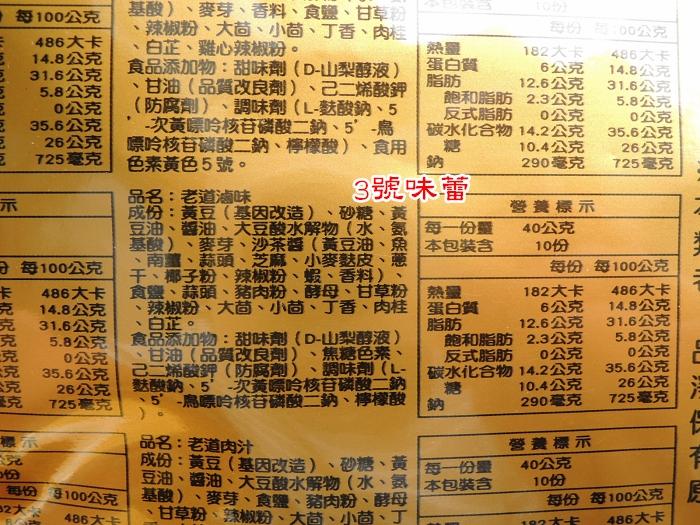 基酸）、麥芽、香料、食鹽、甘草粉
、辣椒粉、大茴、小茴、丁香、肉桂
、白芷、雞心辣椒粉。
食品添加物：甜味劑（D-山梨醇液）
、甘油（品質改良劑）、己二烯酸鉀
（防腐劑）、調味劑（L-麩酸鈉、5
'-次黃嘌呤核苷磷酸二鈉、5'-鳥
嘌呤核苷磷酸二鈉、檸檬酸）、食用
色素黃色5號。
每100公克
486大卡
14.8公克
31.6公克
5.8公克
0公克
35.6公克
26公克
725毫克
本包裝含 10份
每份 每100公克
熱量 182大卡 486大卡
蛋白質 6公克 14.8公克
脂肪 12.6公克 31.6公克
飽和脂肪 2.3公克 5.8公克
反式脂肪 0公克 0公克
碳水化合物 14.2公克 35.6公克
糖 10.4公克 26公克
鈉 290毫克 725毫克
3號味蕾
品名：老道滷味
成份：黃豆（基因改造）、砂糖、黃
豆油、醬油、大豆酸水解物（水、氨
基酸）、麥芽、沙茶醬（黃豆油、魚
、南薑、蒜頭、芝麻、小麥麩皮、蔥
干、椰子粉、辣椒粉、蝦、香料）、
食鹽、蒜頭、豬肉粉、酵母、甘草粉
、辣椒粉、大茴、小茴、丁香、肉桂
、白芷。
食品添加物：甜味劑（D-山梨醇液）
、甘油（品質改良劑）、焦糖色素、
己二烯酸鉀（防腐劑）、調味劑（L-
麩酸鈉、5'-次黃嘌呤核苷磷酸二鈉
、5'-鳥嘌呤核苷磷酸二鈉、檸檬酸
）。
示
每100公克
486大卡
14.8公克
31.6公克
5.8公克
0公克
35.6公克
26公克
725毫克
營養標示
每一份量 40公克
本包裝含 10份
每份 每100公克
熱量 182大卡 486大卡
蛋白質 6公克 14.8公克
脂肪 12.6公克 31.6公克
飽和脂肪 2.3公克 5.8公克
反式脂肪 0公克 0公克
碳水化合物 14.2公克 35.6公克
糖 10.4公克 26公克
鈉 290毫克 725毫克
品名：老道肉汁
成份：黃豆（基因改造）、砂糖、黃
豆油、醬油、大豆酸水解物（水、氨
基酸）、麥芽、食鹽、豬肉粉、酵母
、甘草粉、辣椒粉、大茴、小茴、丁
標示
每份 每100公克
486大卡
營養標示
每一份量 40公克
本包裝含 10份
每份 每100公克
182大卡 486大卡